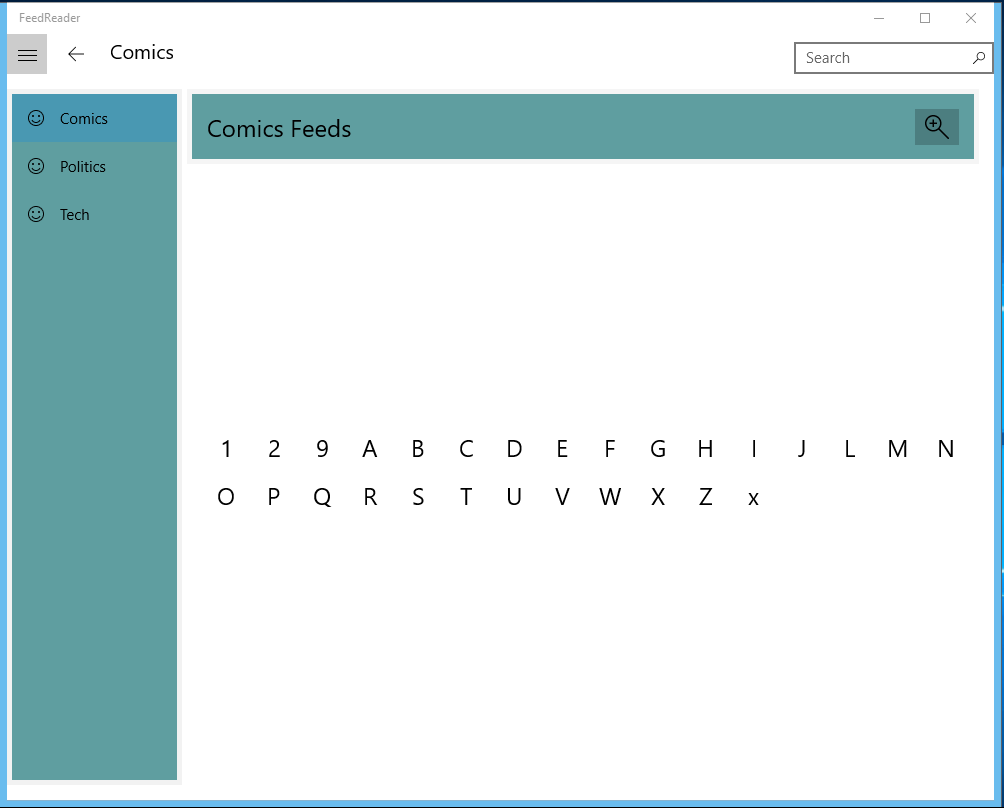 FeedReader
Comics
Search
Comics
Politics
Tech
Comics Feeds
1 2 9 A B C D E F G H I J L M N
O P Q R S T U V W X Z x